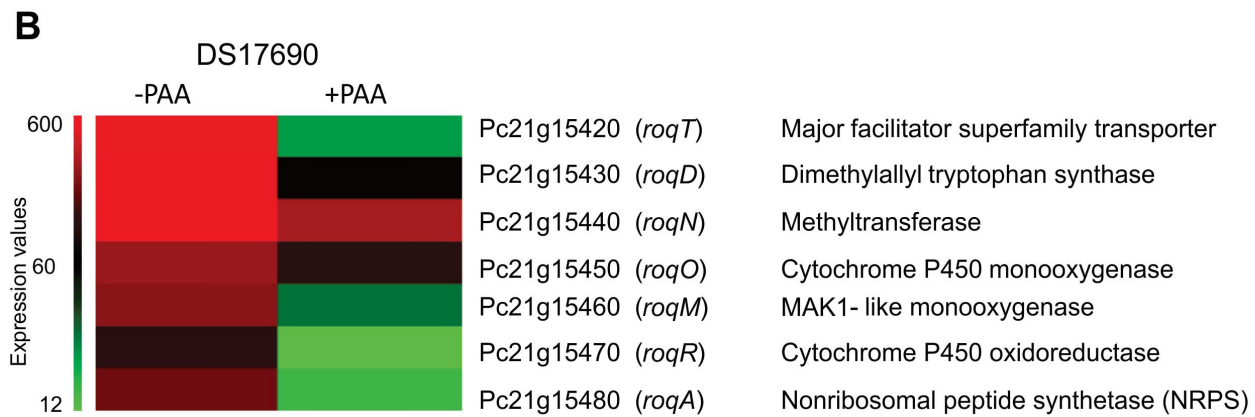 B
DS17690
-PAA +PAA
600
60
12
Expression values
Pc21g15420 (roqT) Major facilitator superfamily transporter
Pc21g15430 (roqD) Dimethylallyl tryptophan synthase
Pc21g15440 (roqN) Methyltransferase
Pc21g15450 (roqO) Cytochrome P450 monooxygenase
Pc21g15460 (roqM) MAK1- like monooxygenase
Pc21g15470 (roqR) Cytochrome P450 oxidoreductase
Pc21g15480 (roqA) Nonribosomal peptide synthetase (NRPS)